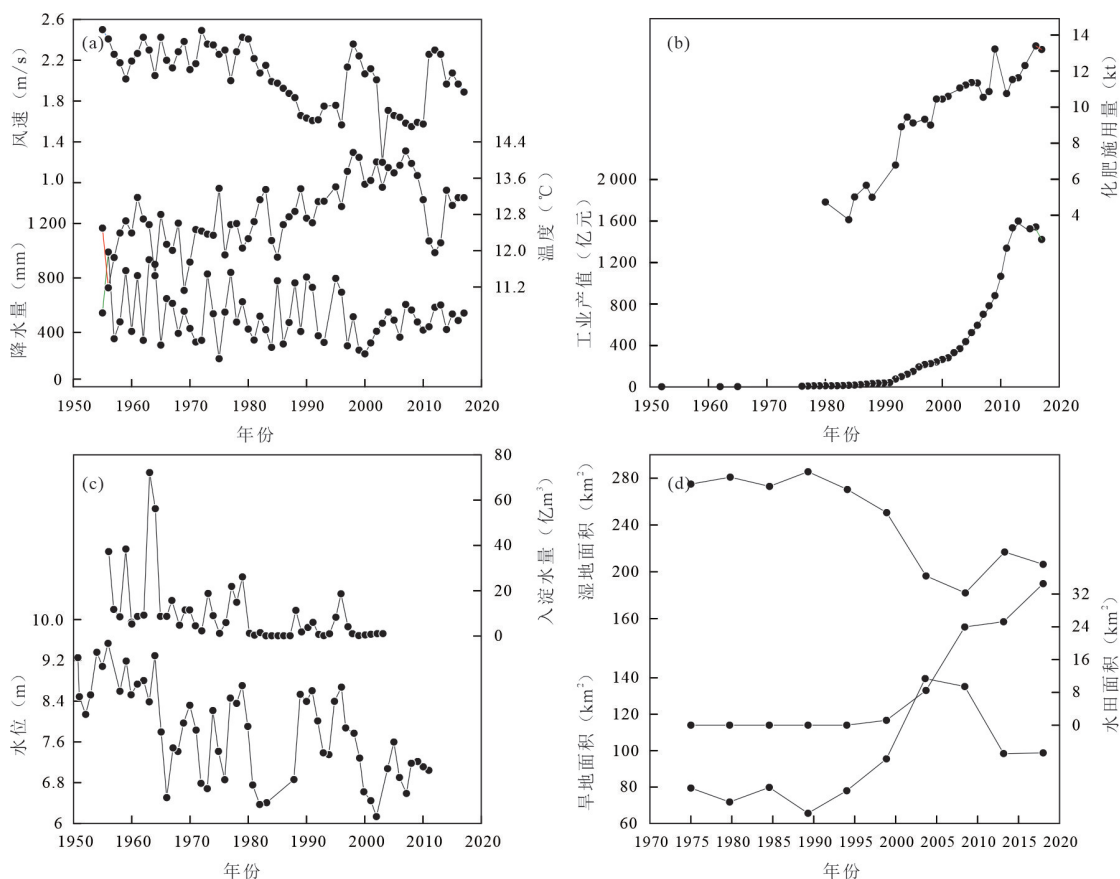 (a)
2.6
2.2
1.8
1.4
1.0
1 200
800
400
0
风速（m/s）
降水量（mm）
14.4
13.6
12.8
12.0
11.2
温度（℃）
1950 1960 1970 1980 1990 2000 2010 2020
年份
(b)
2 000
1 600
1 200
800
400
0
工业产值（亿元）
14
12
10
8
6
4
化肥施用量（kt）
1950 1960 1970 1980 1990 2000 2010 2020
年份
(c)
10.0
9.2
8.4
7.6
6.8
6
水位（m）
80
60
40
20
0
入淀水量（亿m³）
1950 1960 1970 1980 1990 2000 2010 2020
年份
(d)
280
240
200
160
140
120
100
80
60
湿地面积（km²）
旱地面积（km²）
32
24
16
8
0
水田面积（km²）
1970 1975 1980 1985 1990 1995 2000 2005 2010 2015 2020
年份